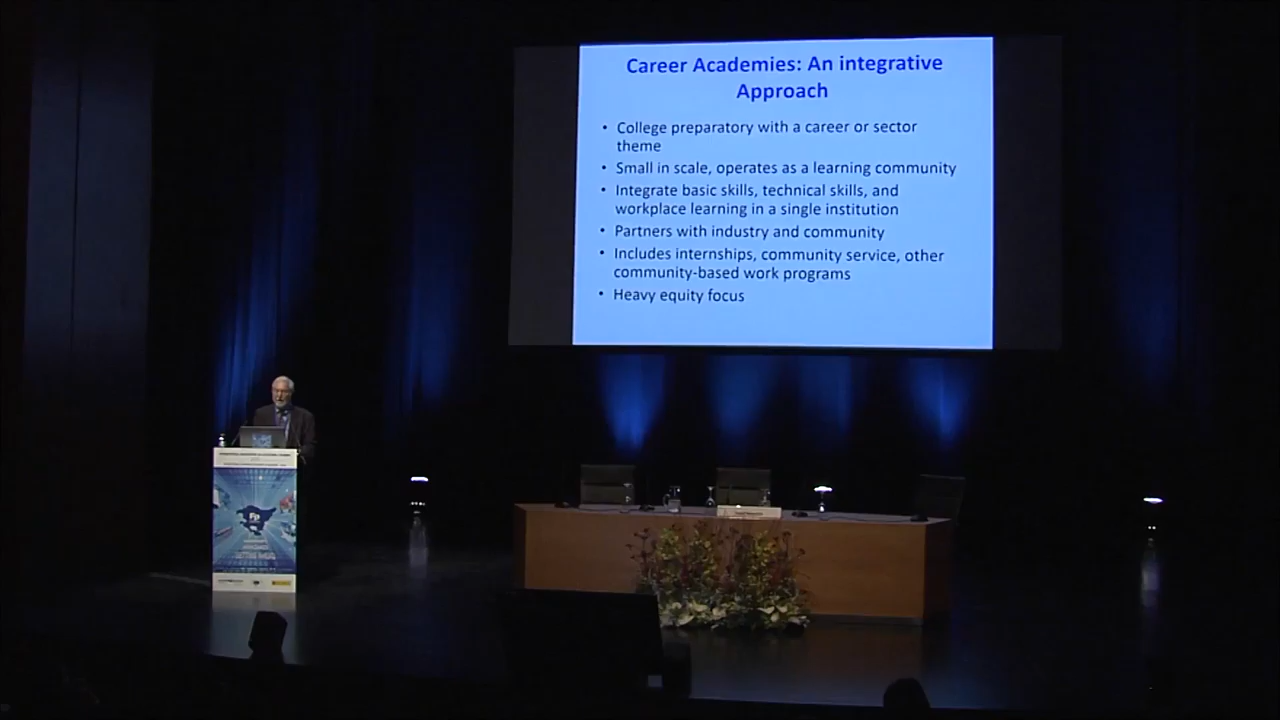 Career Academies: An integrative
Approach
• College preparatory with a career or sector
theme
• Small in scale, operates as a learning community
• Integrate basic skills, technical skills, and
workplace learning in a single institution
• Partners with industry and community
• Includes internships, community service, other
community-based work programs
• Heavy equity focus
Fp